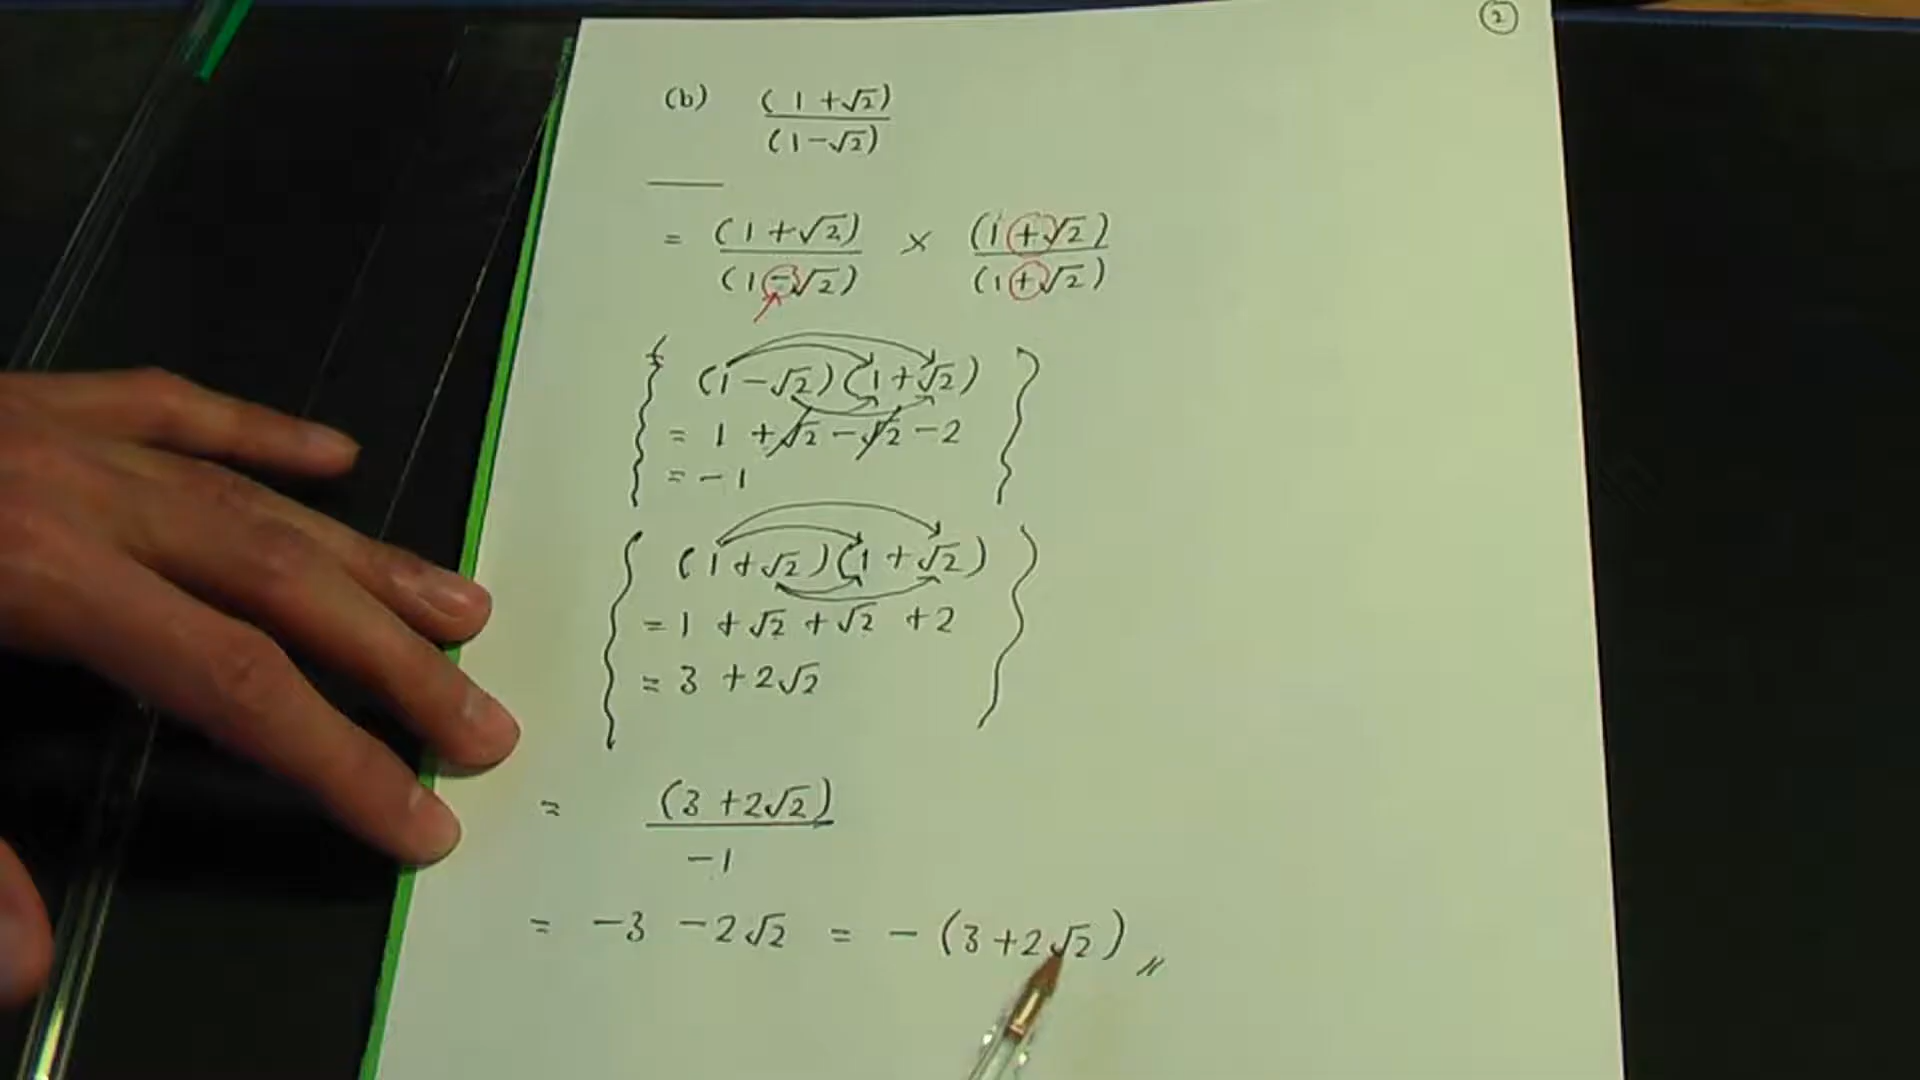 2
(b) (1+√2)/(1-√2)
= (1+√2)/(1-√2) × (1+√2)/(1+√2)
(1-√2)(1+√2)
= 1 +√2 -√2 -2
= -1
(1+√2)(1+√2)
= 1 +√2 +√2 +2
= 3 +2√2
= (3+2√2)/-1
= -3 -2√2 = -(3+2√2)